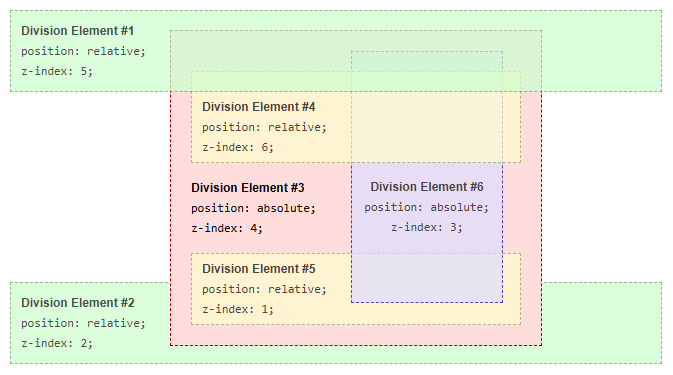 Division Element #1
position: relative;
z-index: 5;
Division Element #4
position: relative;
z-index: 6;
Division Element #3
position: absolute;
z-index: 4;
Division Element #6
position: absolute;
z-index: 3;
Division Element #5
position: relative;
z-index: 1;
Division Element #2
position: relative;
z-index: 2;